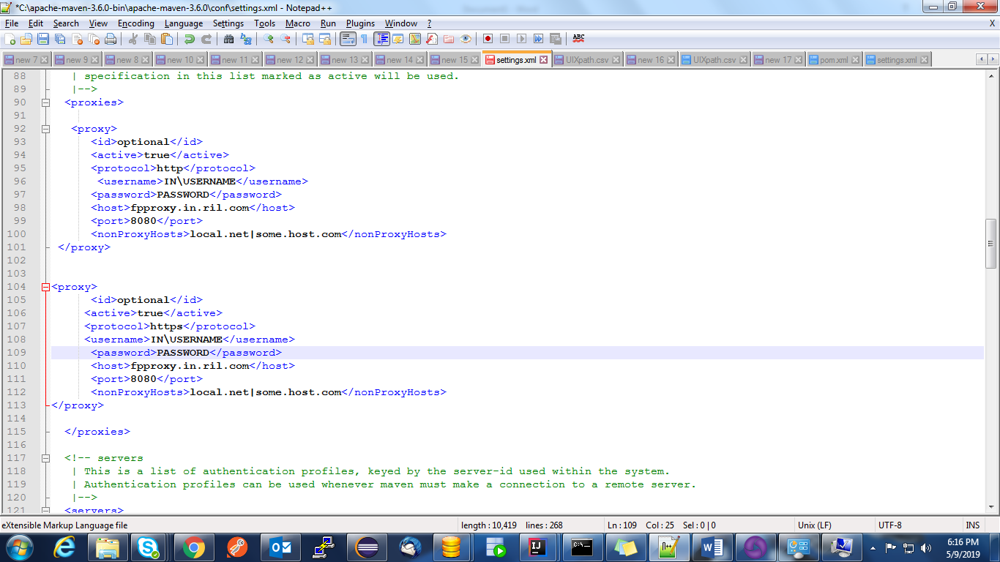 *C:\apache-maven-3.6.0-bin\apache-maven-3.6.0\conf\settings.xml - Notepad++
File Edit Search View Encoding Language Settings Tools Macro Run Plugins Window ? X
new 7 new 9 new 8 new 10 new 11 new 12 new 13 new 14 new 15 settings.xml UIXpath.csv new 16 UIXpath.csv new 17 pom.xml settings.xml
88 | specification in this list marked as active will be used.
89 |-->
90 <proxies>
91
92 <proxy>
93 <id>optional</id>
94 <active>true</active>
95 <protocol>http</protocol>
96 <username>IN\USERNAME</username>
97 <password>PASSWORD</password>
98 <host>fpproxy.in.ril.com</host>
99 <port>8080</port>
100 <nonProxyHosts>local.net|some.host.com</nonProxyHosts>
101 </proxy>
102
103
104 <proxy>
105 <id>optional</id>
106 <active>true</active>
107 <protocol>https</protocol>
108 <username>IN\USERNAME</username>
109 <password>PASSWORD</password>
110 <host>fpproxy.in.ril.com</host>
111 <port>8080</port>
112 <nonProxyHosts>local.net|some.host.com</nonProxyHosts>
113 </proxy>
114
115 </proxies>
116
117 <!-- servers
118 | This is a list of authentication profiles, keyed by the server-id used within the system.
119 | Authentication profiles can be used whenever maven must make a connection to a remote server.
120 |-->
121 <servers>
eXtensible Markup Language file length : 10,419 lines : 268 Ln : 109 Col : 25 Sel : 0 | 0 Unix (LF) UTF-8 INS
6:16 PM
5/9/2019